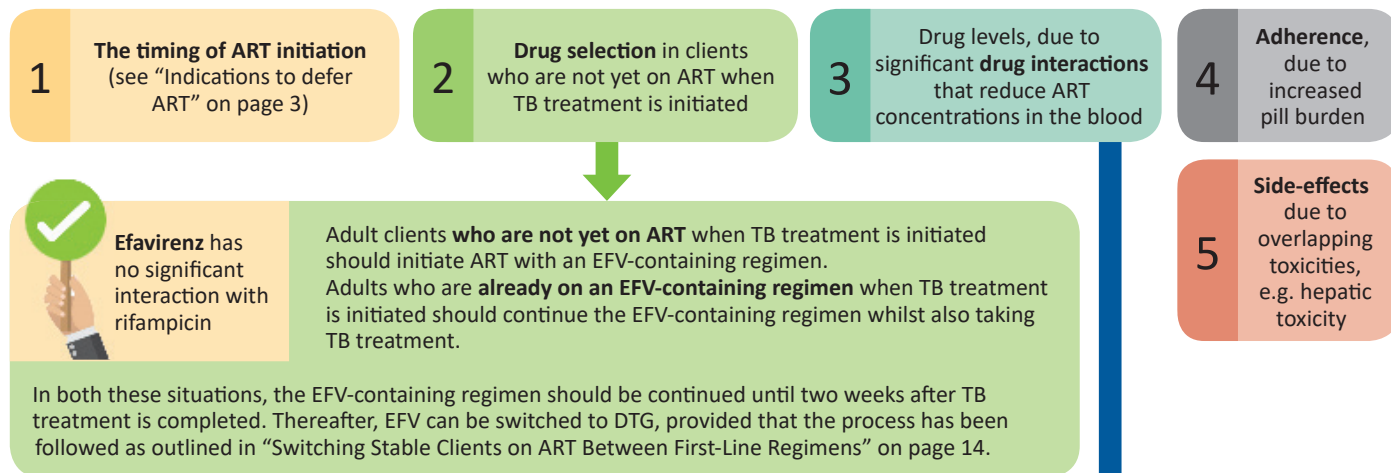 1
The timing of ART initiation
(see “Indications to defer
ART” on page 3)
2
Drug selection in clients
who are not yet on ART when
TB treatment is initiated
3
Drug levels, due to
significant drug interactions
that reduce ART
concentrations in the blood
4
Adherence,
due to
increased
pill burden
5
Side-effects
due to
overlapping
toxicities,
e.g. hepatic
toxicity
Efavirenz has
no significant
interaction with
rifampicin
Adult clients who are not yet on ART when TB treatment is initiated
should initiate ART with an EFV-containing regimen.
Adults who are already on an EFV-containing regimen when TB treatment
is initiated should continue the EFV-containing regimen whilst also taking
TB treatment.
In both these situations, the EFV-containing regimen should be continued until two weeks after TB
treatment is completed. Thereafter, EFV can be switched to DTG, provided that the process has been
followed as outlined in “Switching Stable Clients on ART Between First-Line Regimens” on page 14.